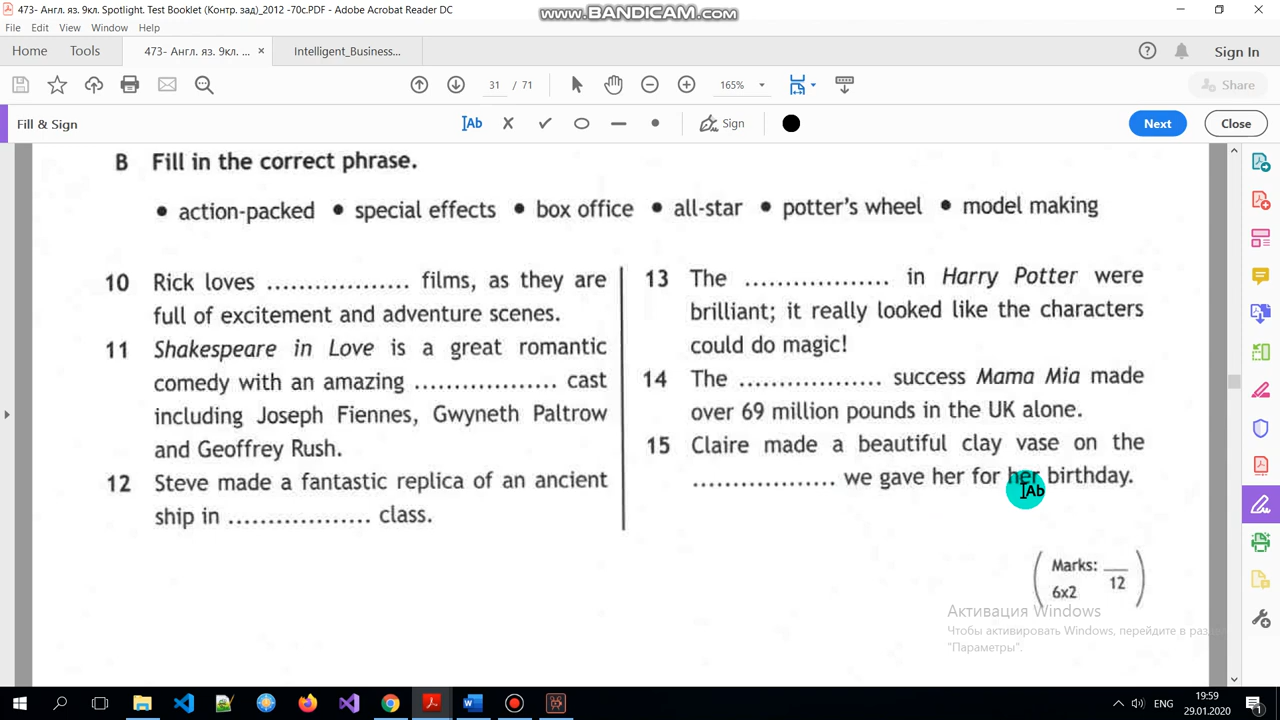 473- Англ. яз. 9кл. Spotlight. Test Booklet (Контр. зад)_2012 -70с.PDF - Adobe Acrobat Reader DC
www.BANDICAM.com
File Edit View Window Help
Home Tools 473- Англ. яз. 9кл. ... × Intelligent_Business... Sign In
31 / 71 165% Share
Fill & Sign Ab Sign Next Close
B Fill in the correct phrase.
• action-packed • special effects • box office • all-star • potter's wheel • model making
10 Rick loves .................. films, as they are
full of excitement and adventure scenes.
11 Shakespeare in Love is a great romantic
comedy with an amazing .................. cast
including Joseph Fiennes, Gwyneth Paltrow
and Geoffrey Rush.
12 Steve made a fantastic replica of an ancient
ship in .................. class.
13 The .................. in Harry Potter were
brilliant; it really looked like the characters
could do magic!
14 The .................. success Mama Mia made
over 69 million pounds in the UK alone.
15 Claire made a beautiful clay vase on the
.................. we gave her for her birthday.
Ab
Marks: __
6x2 12
Активация Windows
Чтобы активировать Windows, перейдите в раз
"Параметры".
ENG 19:59
29.01.2020
1